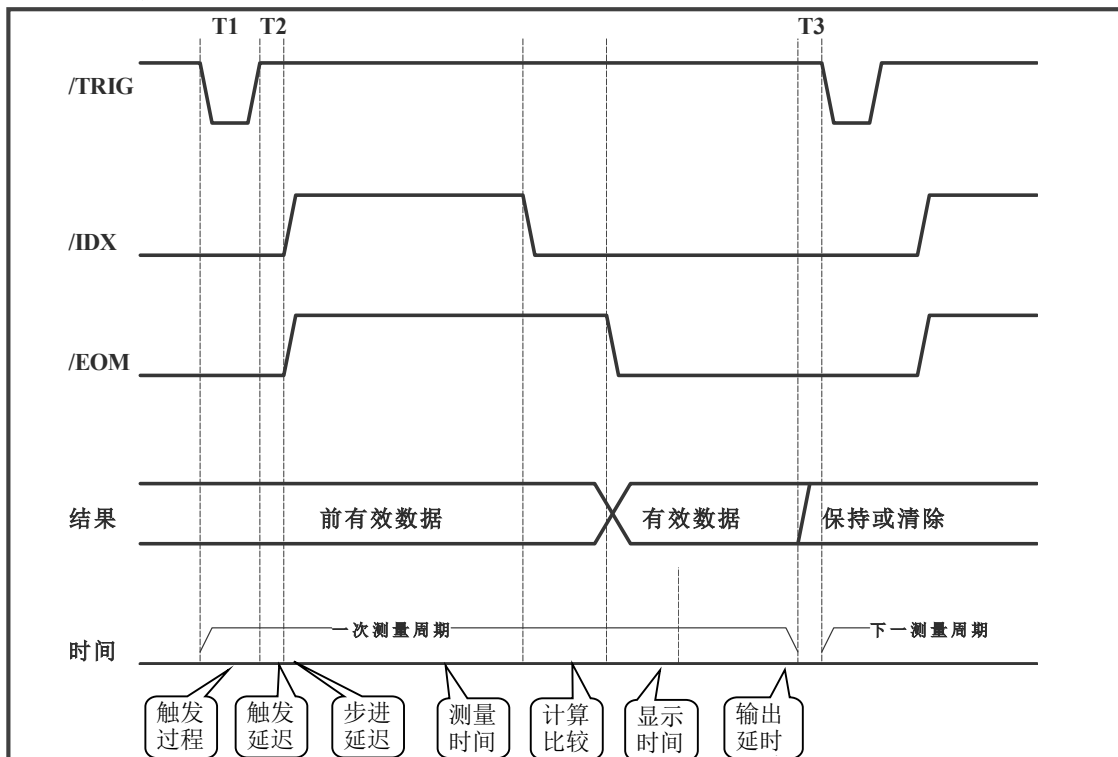 T1 T2 T3
/TRIG
/IDX
/EOM
结果 前有效数据 有效数据 保持或清除
时间 一次测量周期 下一测量周期
触发过程
触发延迟
步进延迟
测量时间
计算比较
显示时间
输出延时